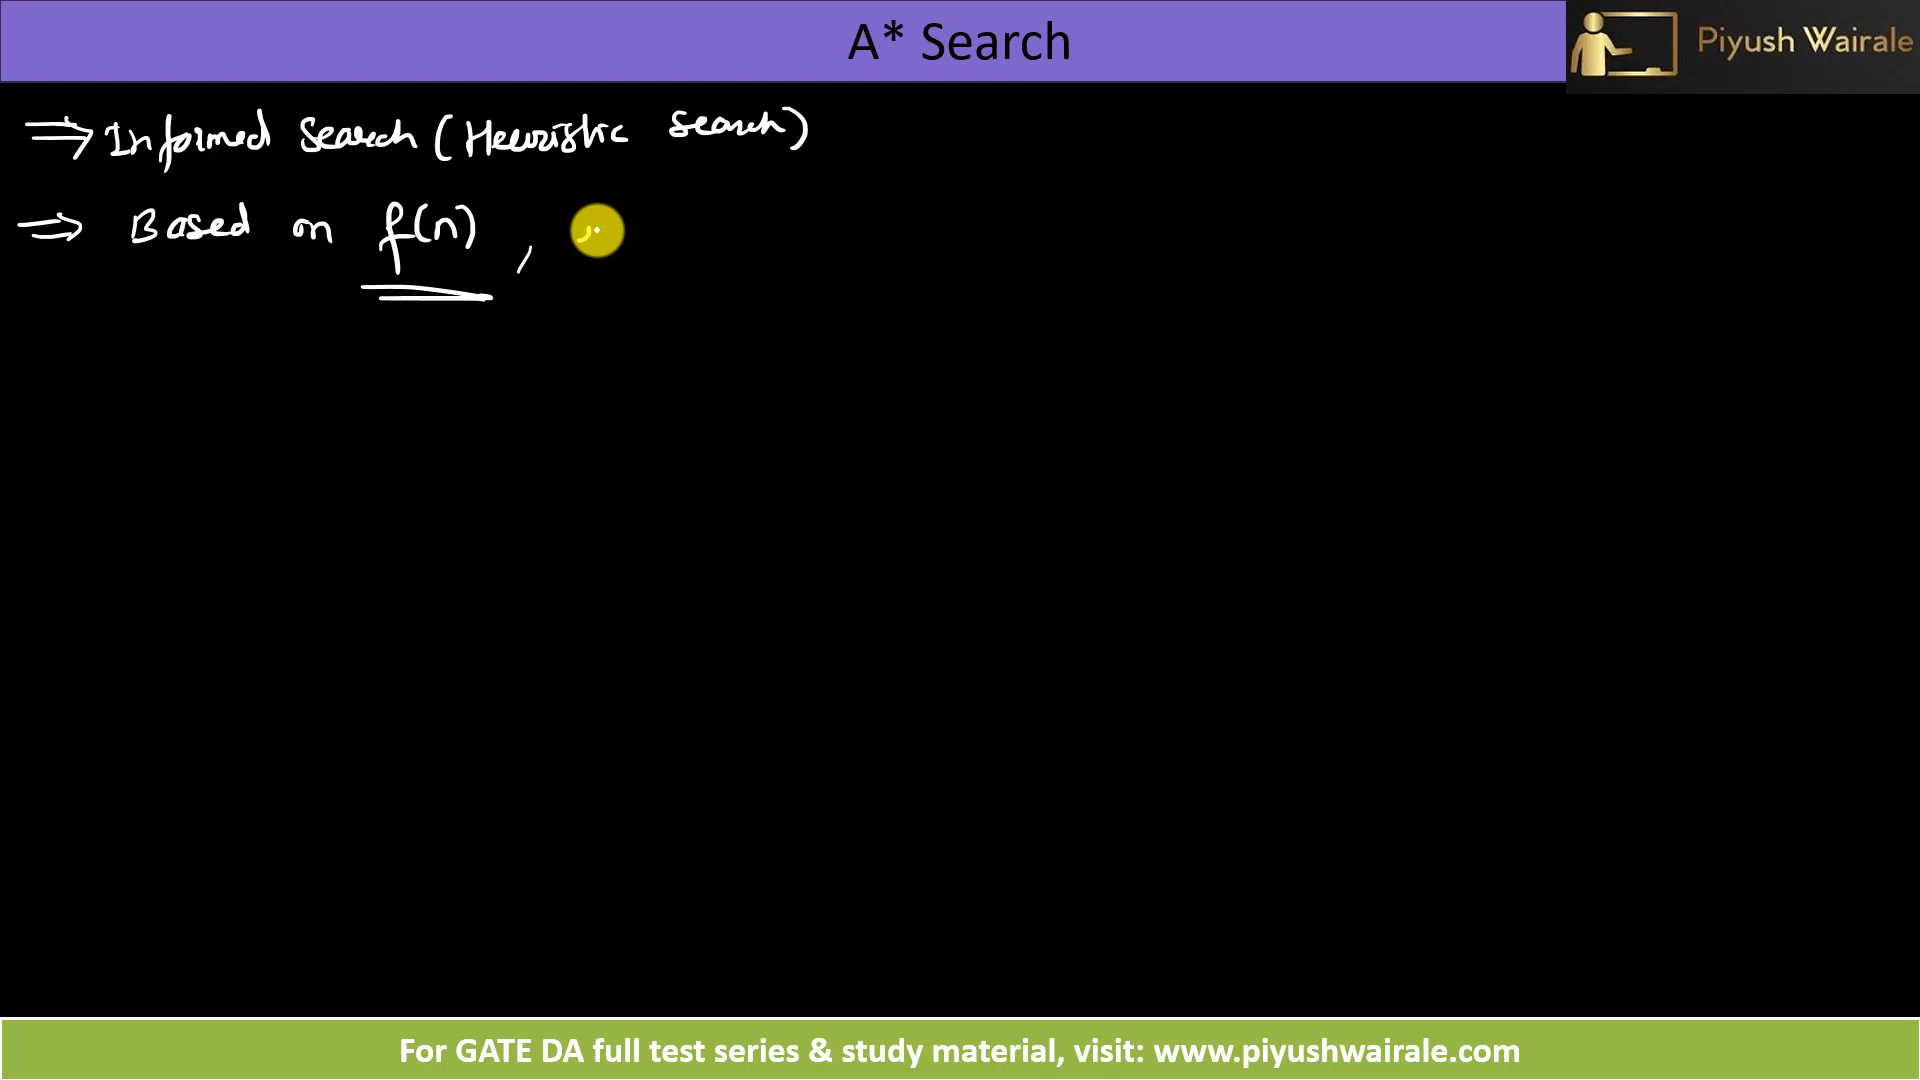 A* Search
Piyush Wairale
⇒ Informed Search (Heuristic Search)
⇒ Based on f(n) ,
For GATE DA full test series & study material, visit: www.piyushwairale.com